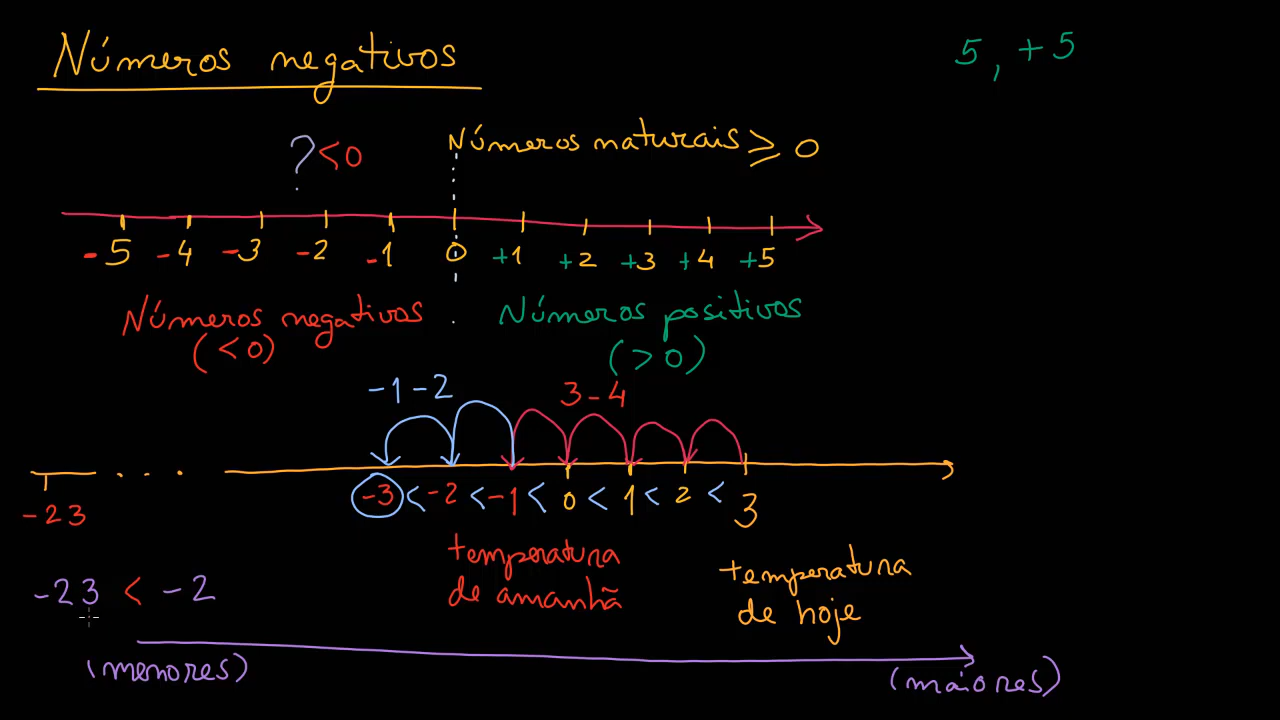 Números negativos
5, +5
? < 0
Números naturais ≥ 0
-5 -4 -3 -2 -1 0 +1 +2 +3 +4 +5
Números negativos
(< 0)
Números positivos
(> 0)
-1 - 2
3 - 4
-23
-3 < -2 < -1 < 0 < 1 < 2 < 3
temperatura
de amanhã
temperatura
de hoje
-23 < -2
(menores)
(maiores)